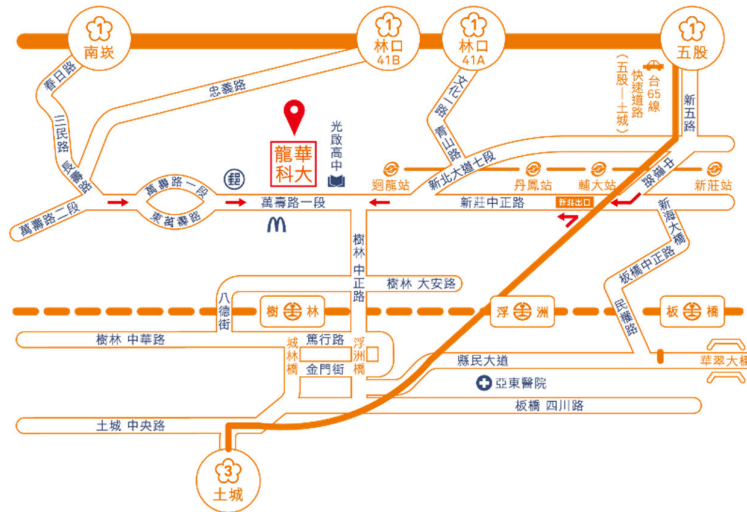 1
南崁
1
林口
41B
1
林口
41A
1
五股
春日路
三民路
長壽路
忠義路
文化一路
青山路
台65線
快速道路
(五股—土城)
新五路
龍華
科大
光啟高中
郵
迴龍站
新北大道七段
丹鳳站
輔大站
新莊站
中環路
萬壽路一段
東萬壽路
萬壽路二段
萬壽路一段
新莊中正路
新北出口
新海大橋
板橋中正路
民權路
樹林 中正路
樹林 大安路
八德街
樹 林
浮 洲
板 橋
樹林 中華路
城林橋
篤行路
金門街
浮洲橋
縣民大道
華翠大橋
亞東醫院
板橋 四川路
土城 中央路
3
土城